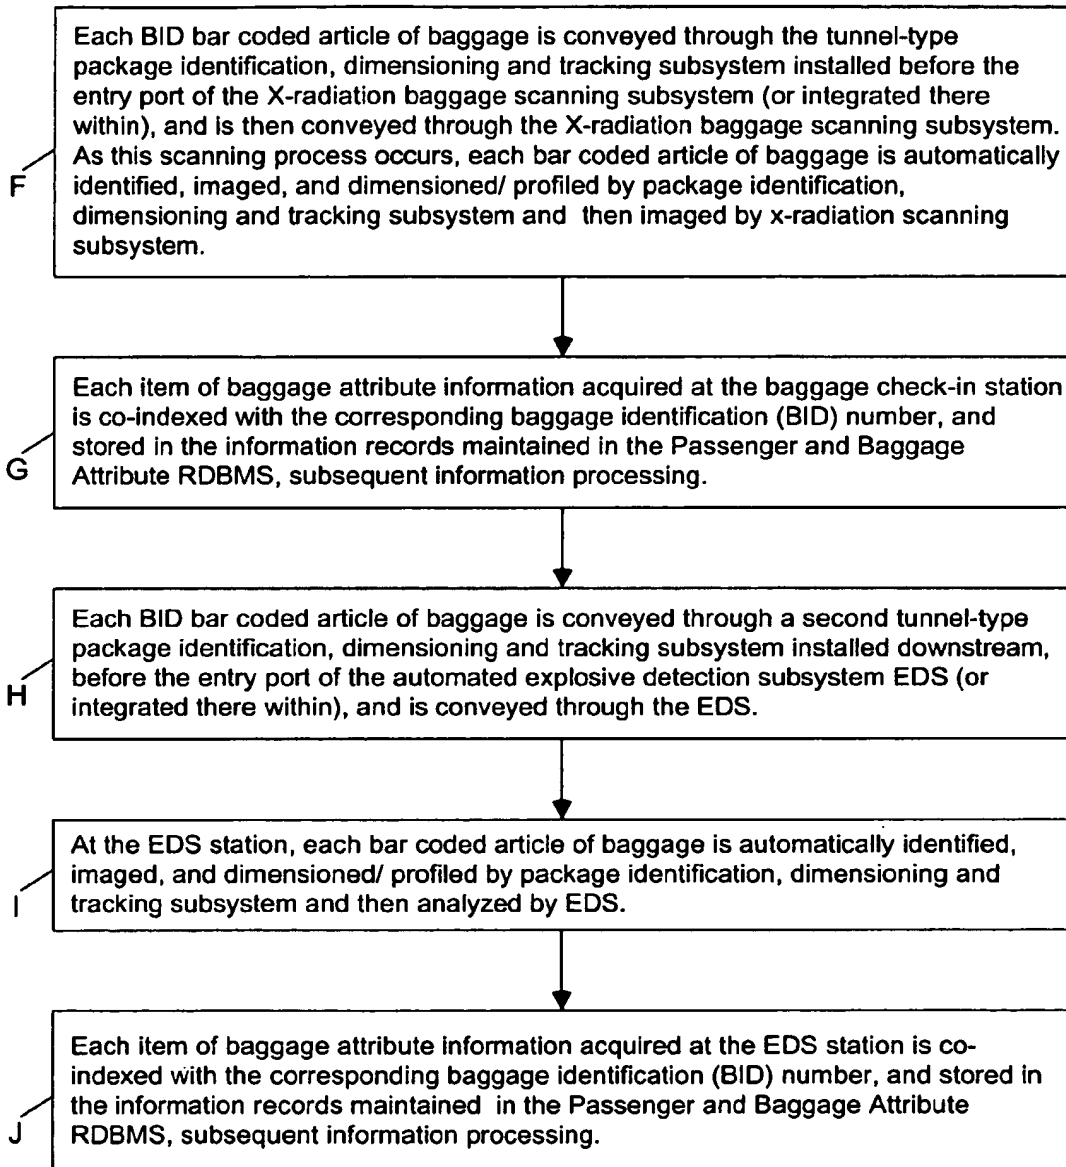 Each BID bar coded article of baggage is conveyed through the tunnel-type
package identification, dimensioning and tracking subsystem installed before the
entry port of the X-radiation baggage scanning subsystem (or integrated there
within), and is then conveyed through the X-radiation baggage scanning subsystem.
As this scanning process occurs, each bar coded article of baggage is automatically
identified, imaged, and dimensioned/ profiled by package identification,
dimensioning and tracking subsystem and then imaged by x-radiation scanning
subsystem.
F
Each item of baggage attribute information acquired at the baggage check-in station
is co-indexed with the corresponding baggage identification (BID) number, and
stored in the information records maintained in the Passenger and Baggage
Attribute RDBMS, subsequent information processing.
G
Each BID bar coded article of baggage is conveyed through a second tunnel-type
package identification, dimensioning and tracking subsystem installed downstream,
before the entry port of the automated explosive detection subsystem EDS (or
integrated there within), and is conveyed through the EDS.
H
At the EDS station, each bar coded article of baggage is automatically identified,
imaged, and dimensioned/ profiled by package identification, dimensioning and
tracking subsystem and then analyzed by EDS.
I
Each item of baggage attribute information acquired at the EDS station is co-
indexed with the corresponding baggage identification (BID) number, and stored in
the information records maintained in the Passenger and Baggage Attribute
RDBMS, subsequent information processing.
J